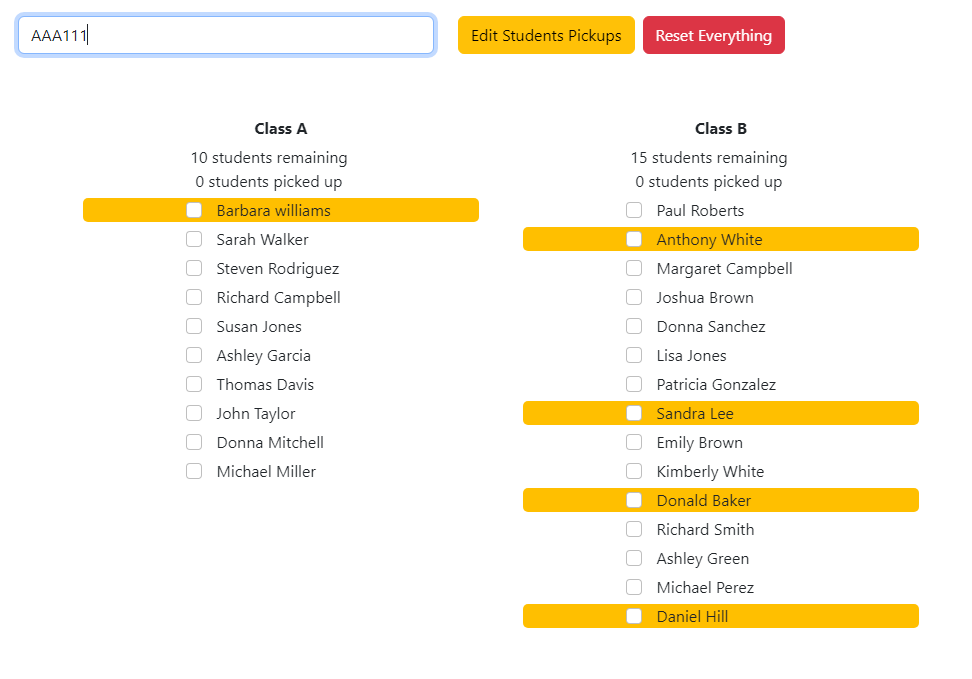 AAA111
Edit Students Pickups
Reset Everything
Class A
10 students remaining
0 students picked up
Barbara williams
Sarah Walker
Steven Rodriguez
Richard Campbell
Susan Jones
Ashley Garcia
Thomas Davis
John Taylor
Donna Mitchell
Michael Miller
Class B
15 students remaining
0 students picked up
Paul Roberts
Anthony White
Margaret Campbell
Joshua Brown
Donna Sanchez
Lisa Jones
Patricia Gonzalez
Sandra Lee
Emily Brown
Kimberly White
Donald Baker
Richard Smith
Ashley Green
Michael Perez
Daniel Hill